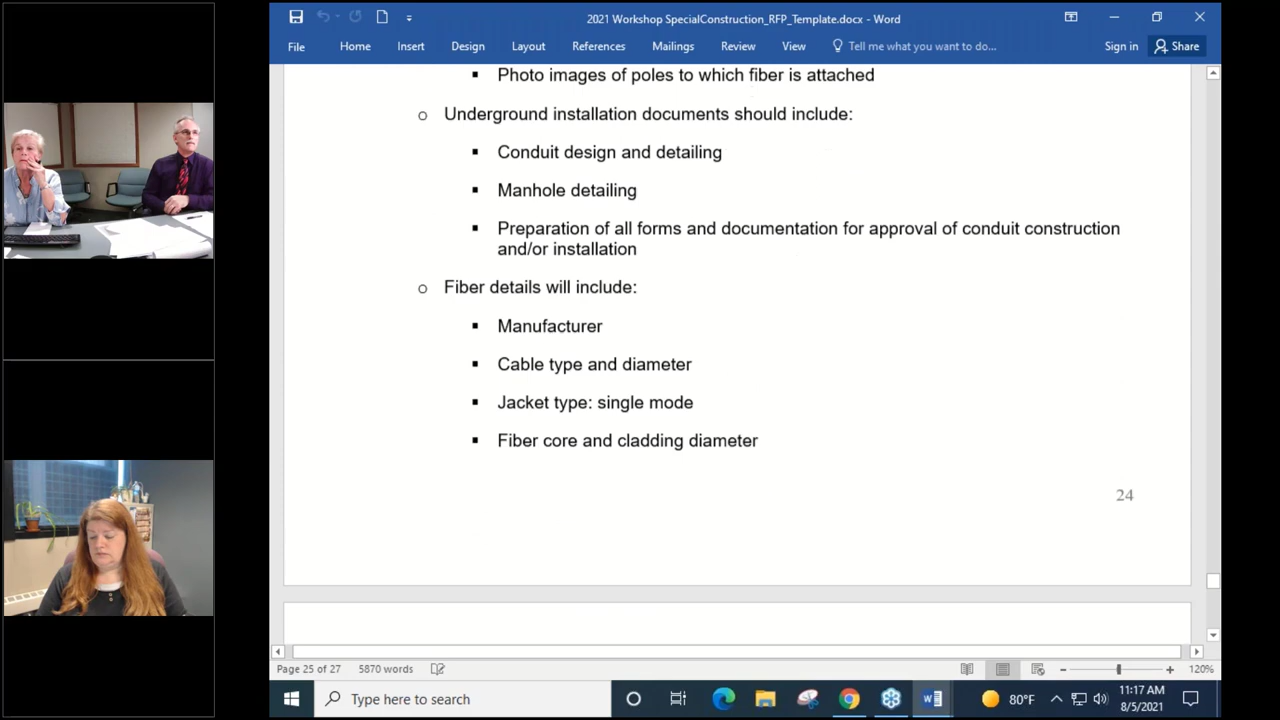 2021 Workshop SpecialConstruction_RFP_Template.docx - Word
File Home Insert Design Layout References Mailings Review View Tell me what you want to do... Sign in Share
Photo images of poles to which fiber is attached
Underground installation documents should include:
Conduit design and detailing
Manhole detailing
Preparation of all forms and documentation for approval of conduit construction
and/or installation
Fiber details will include:
Manufacturer
Cable type and diameter
Jacket type: single mode
Fiber core and cladding diameter
24
Page 25 of 27 5870 words 120%
Type here to search 80°F 11:17 AM
8/5/2021